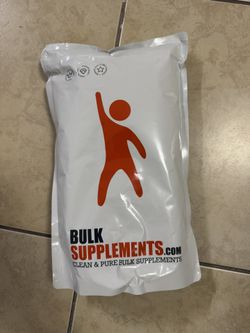 BULK
SUPPLEMENTS.COM
CLEAN & PURE BULK SUPPLEMENTS